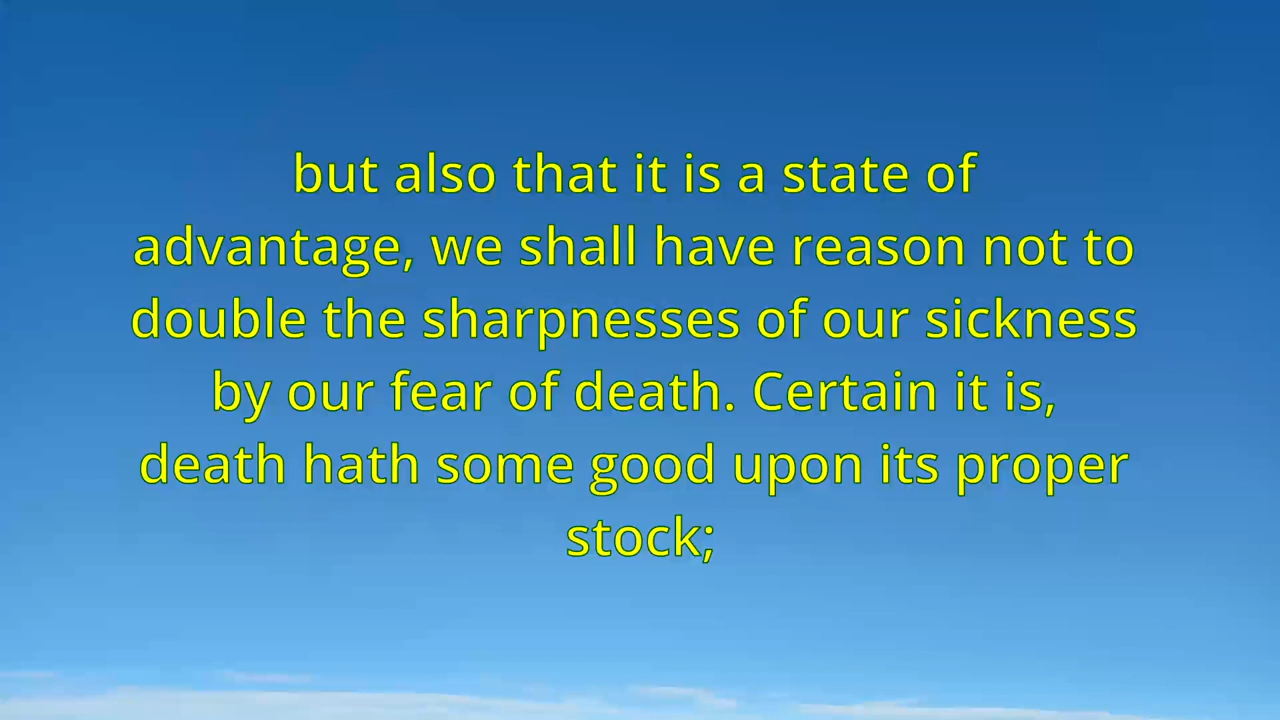 but also that it is a state of
advantage, we shall have reason not to
double the sharpnesses of our sickness
by our fear of death. Certain it is,
death hath some good upon its proper
stock;